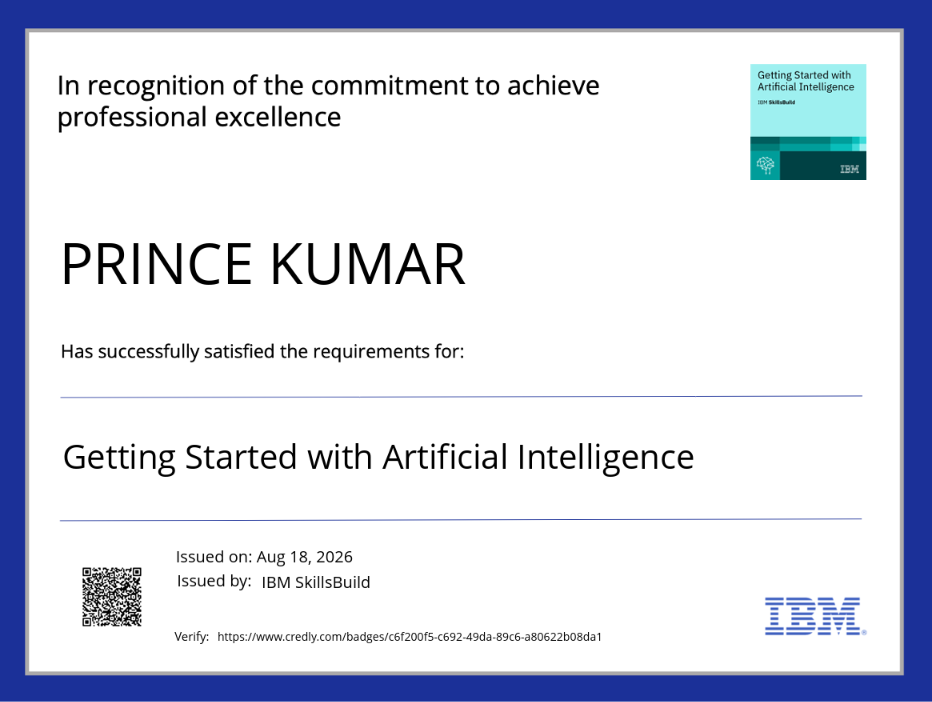 In recognition of the commitment to achieve
professional excellence
Getting Started with
Artificial Intelligence
IBM SkillsBuild
IBM
PRINCE KUMAR
Has successfully satisfied the requirements for:
Getting Started with Artificial Intelligence
Issued on: Aug 18, 2026
Issued by: IBM SkillsBuild
Verify: https://www.credly.com/badges/c6f200f5-c692-49da-89c6-a80622b08da1
IBM®